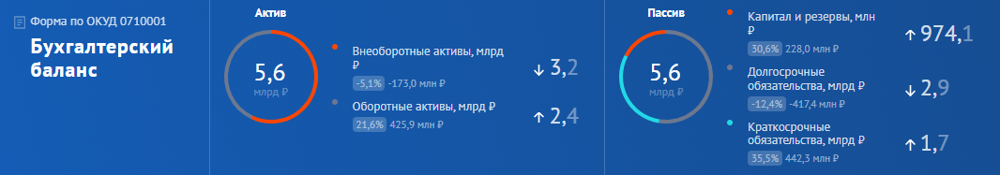 Форма по ОКУД 0710001
Бухгалтерский
баланс
Актив
5,6
млрд ₽
Внеоборотные активы, млрд
₽
-5,1% -173,0 млн ₽
↓ 3,2
Оборотные активы, млрд ₽
21,6% 425,9 млн ₽
↑ 2,4
Пассив
5,6
млрд ₽
Капитал и резервы, млн
₽
30,6% 228,0 млн ₽
↑ 974,1
Долгосрочные
обязательства, млрд ₽
-12,4% -417,4 млн ₽
↓ 2,9
Краткосрочные
обязательства, млрд ₽
35,5% 442,3 млн ₽
↑ 1,7